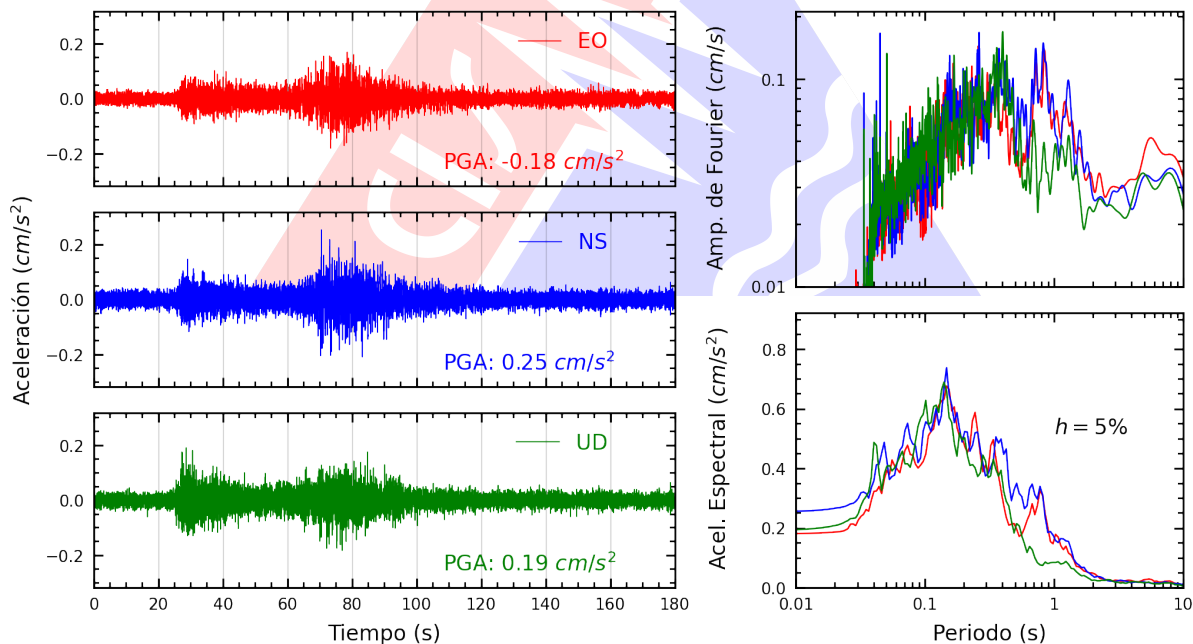 Aceleración (cm/s²)
0.2
0.0
−0.2
EO
PGA: -0.18 cm/s²
0.2
0.0
−0.2
NS
PGA: 0.25 cm/s²
0.2
0.0
−0.2
UD
PGA: 0.19 cm/s²
0 20 40 60 80 100 120 140 160 180
Tiempo (s)
Amp. de Fourier (cm/s)
0.1
0.01
Acel. Espectral (cm/s²)
0.8
0.6
0.4
0.2
0.0
h = 5%
0.01 0.1 1 10
Periodo (s)